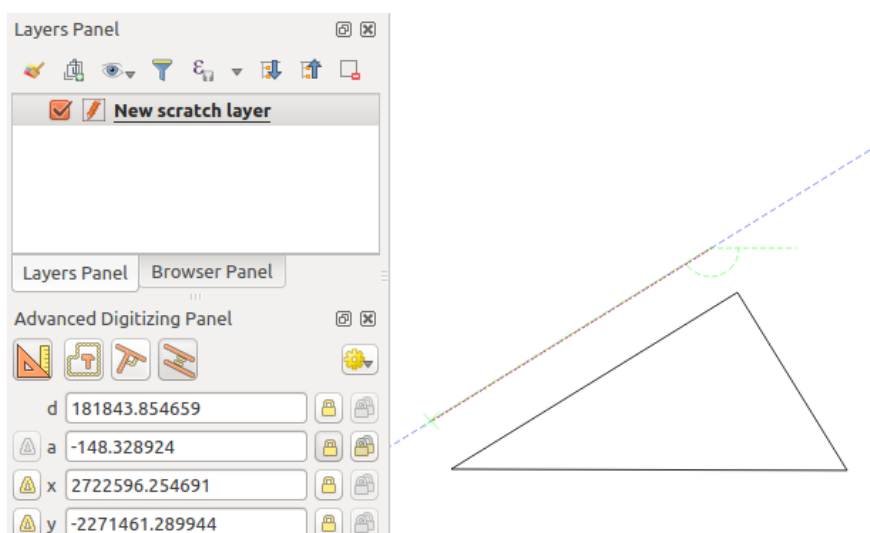 Layers Panel
New scratch layer
Layers Panel Browser Panel
Advanced Digitizing Panel
d 181843.854659
a -148.328924
x 2722596.254691
y -2271461.289944